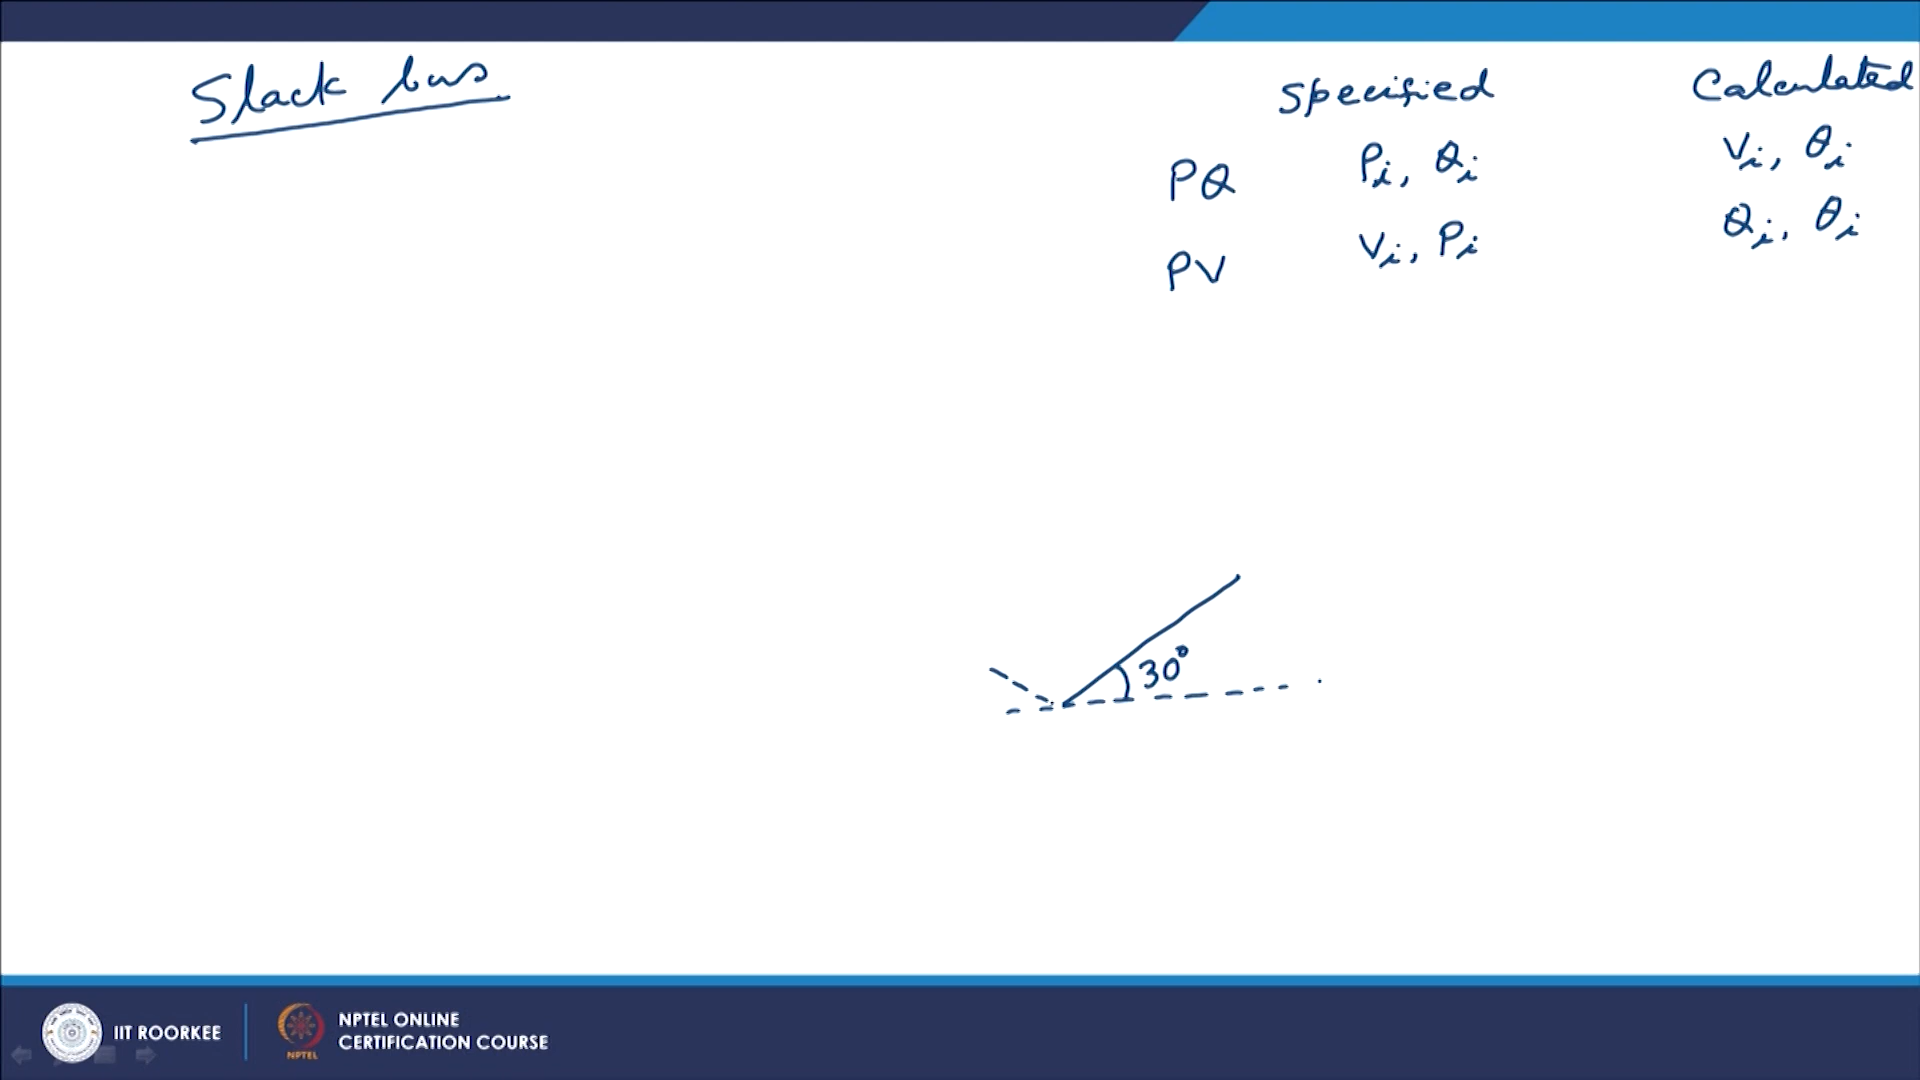 Slack bus
Specified Calculated
PQ Pi, Qi Vi, θi
PV Vi, Pi Qi, θi
30°
IIT ROORKEE
NPTEL
NPTEL ONLINE
CERTIFICATION COURSE